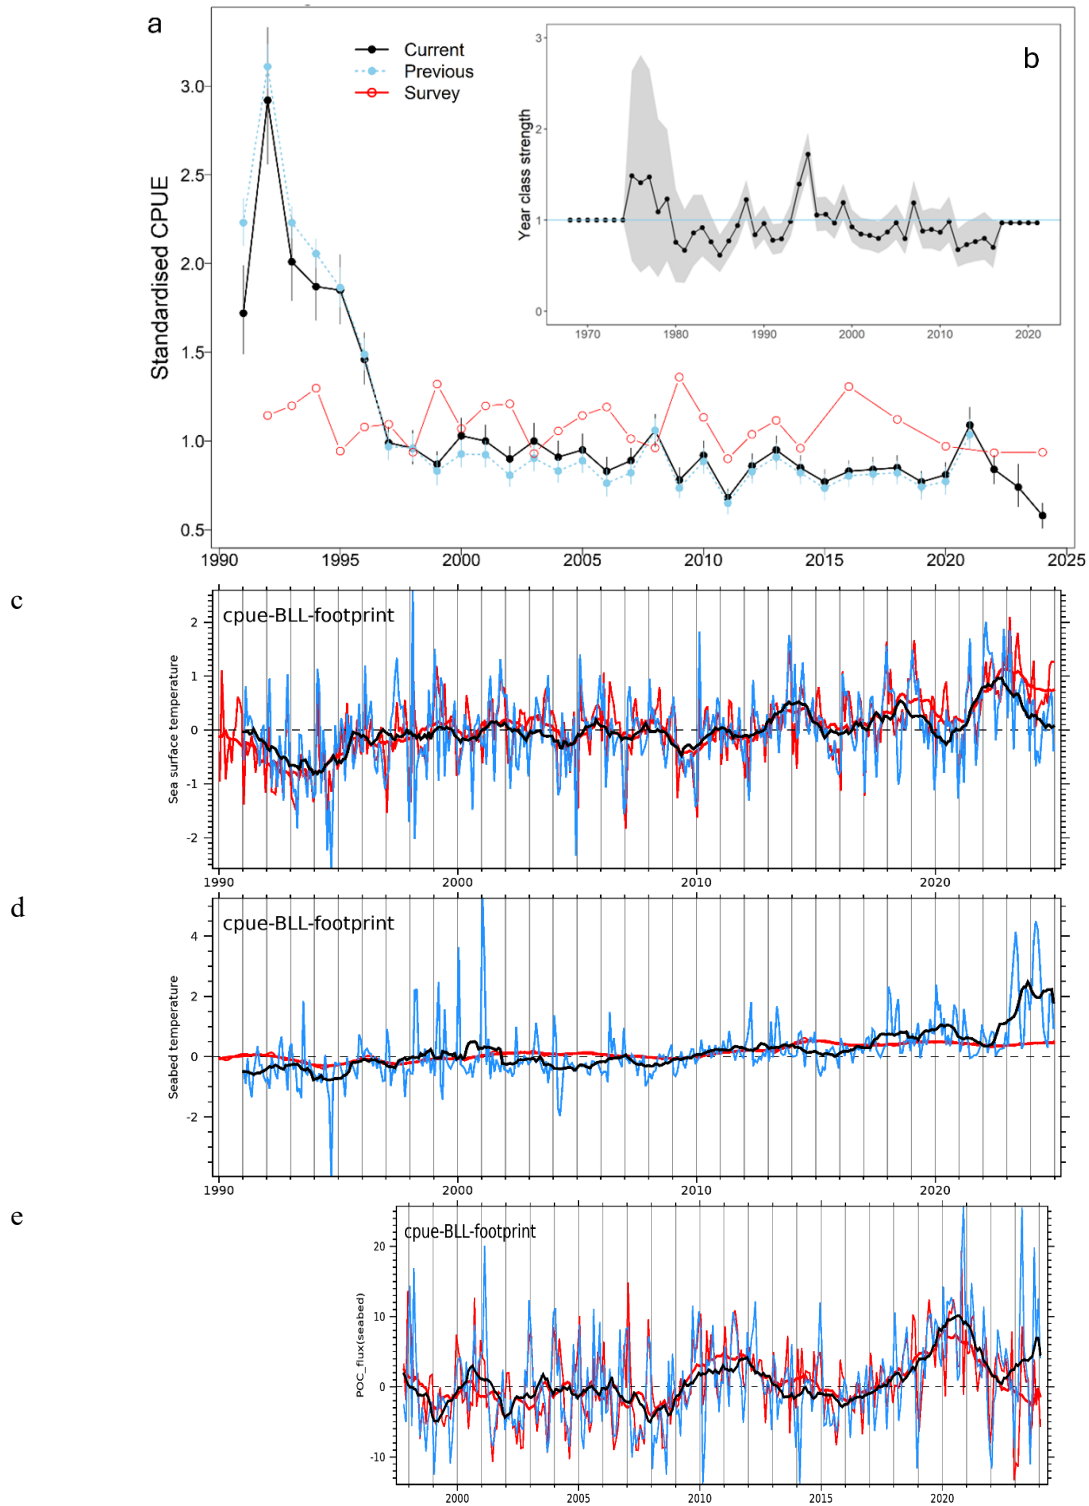 a
Current
Previous
Survey
Standardised CPUE
3.0
2.5
2.0
1.5
1.0
0.5
1990 1995 2000 2005 2010 2015 2020 2025
b
Year class strength
3
2
1
0
1970 1980 1990 2000 2010 2020
c
cpue-BLL-footprint
Sea surface temperature
2
1
0
-1
-2
1990 2000 2010 2020
d
cpue-BLL-footprint
Seabed temperature
4
2
0
-2
1990 2000 2010 2020
e
cpue-BLL-footprint
POC_flux(seabed)
20
10
0
-10
2000 2005 2010 2015 2020